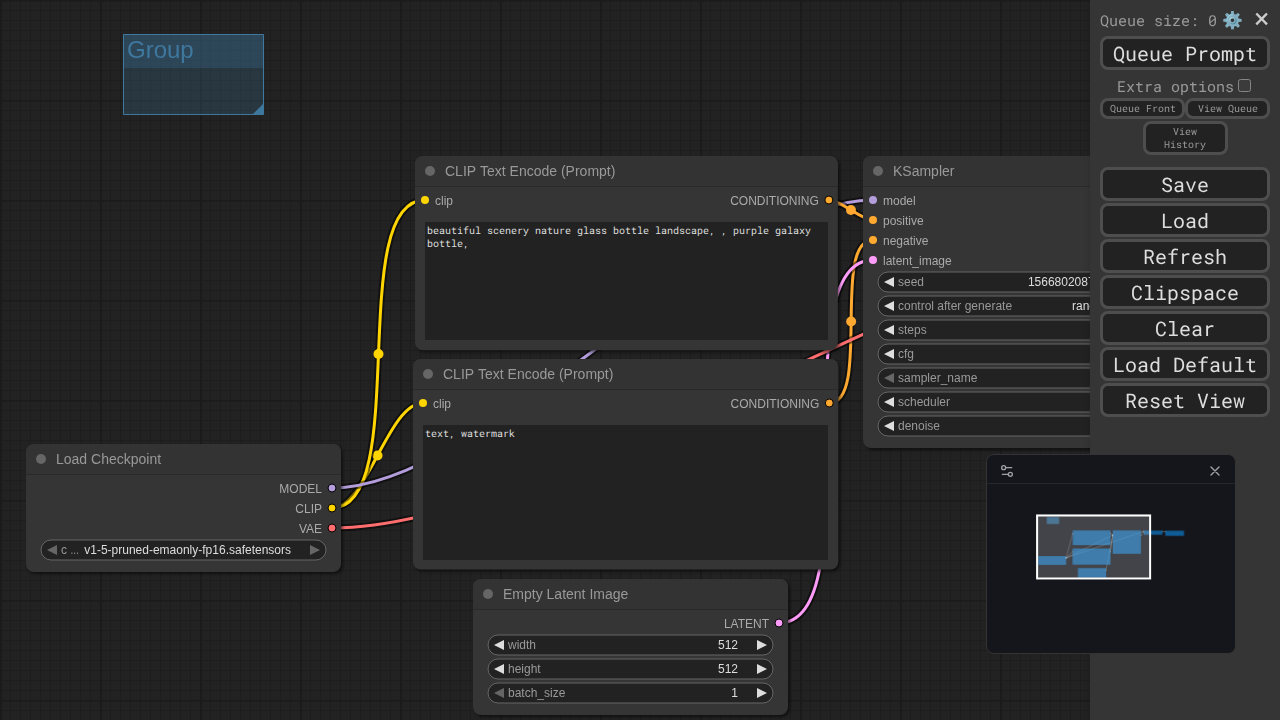 Group
CLIP Text Encode (Prompt)
clip
CONDITIONING
beautiful scenery nature glass bottle landscape, , purple galaxy
bottle,
CLIP Text Encode (Prompt)
clip
CONDITIONING
text, watermark
Load Checkpoint
MODEL
CLIP
VAE
c ... v1-5-pruned-emaonly-fp16.safetensors
Empty Latent Image
LATENT
width 512
height 512
batch_size 1
KSampler
model
positive
negative
latent_image
seed 156680208
control after generate ran
steps
cfg
sampler_name
scheduler
denoise
Queue size: 0
Queue Prompt
Extra options
Queue Front
View Queue
View
History
Save
Load
Refresh
Clipspace
Clear
Load Default
Reset View